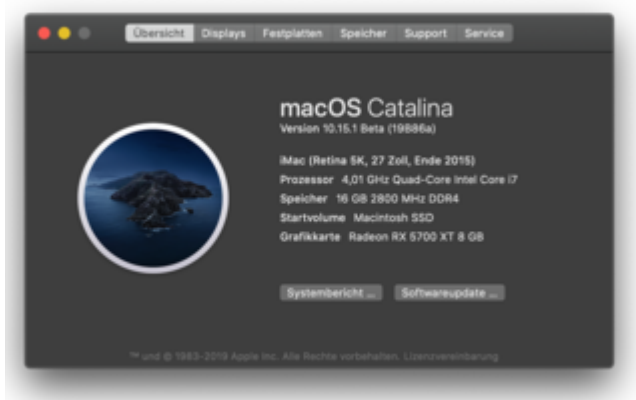 Übersicht Displays Festplatten Speicher Support Service
macOS Catalina
Version 10.15.1 Beta (19B86a)
iMac (Retina 5K, 27 Zoll, Ende 2015)
Prozessor 4,01 GHz Quad-Core Intel Core i7
Speicher 16 GB 2800 MHz DDR4
Startvolume Macintosh SSD
Grafikkarte Radeon RX 5700 XT 8 GB
Systembericht ... Softwareupdate ...
™ und © 1983-2019 Apple Inc. Alle Rechte vorbehalten. Lizenzvereinbarung